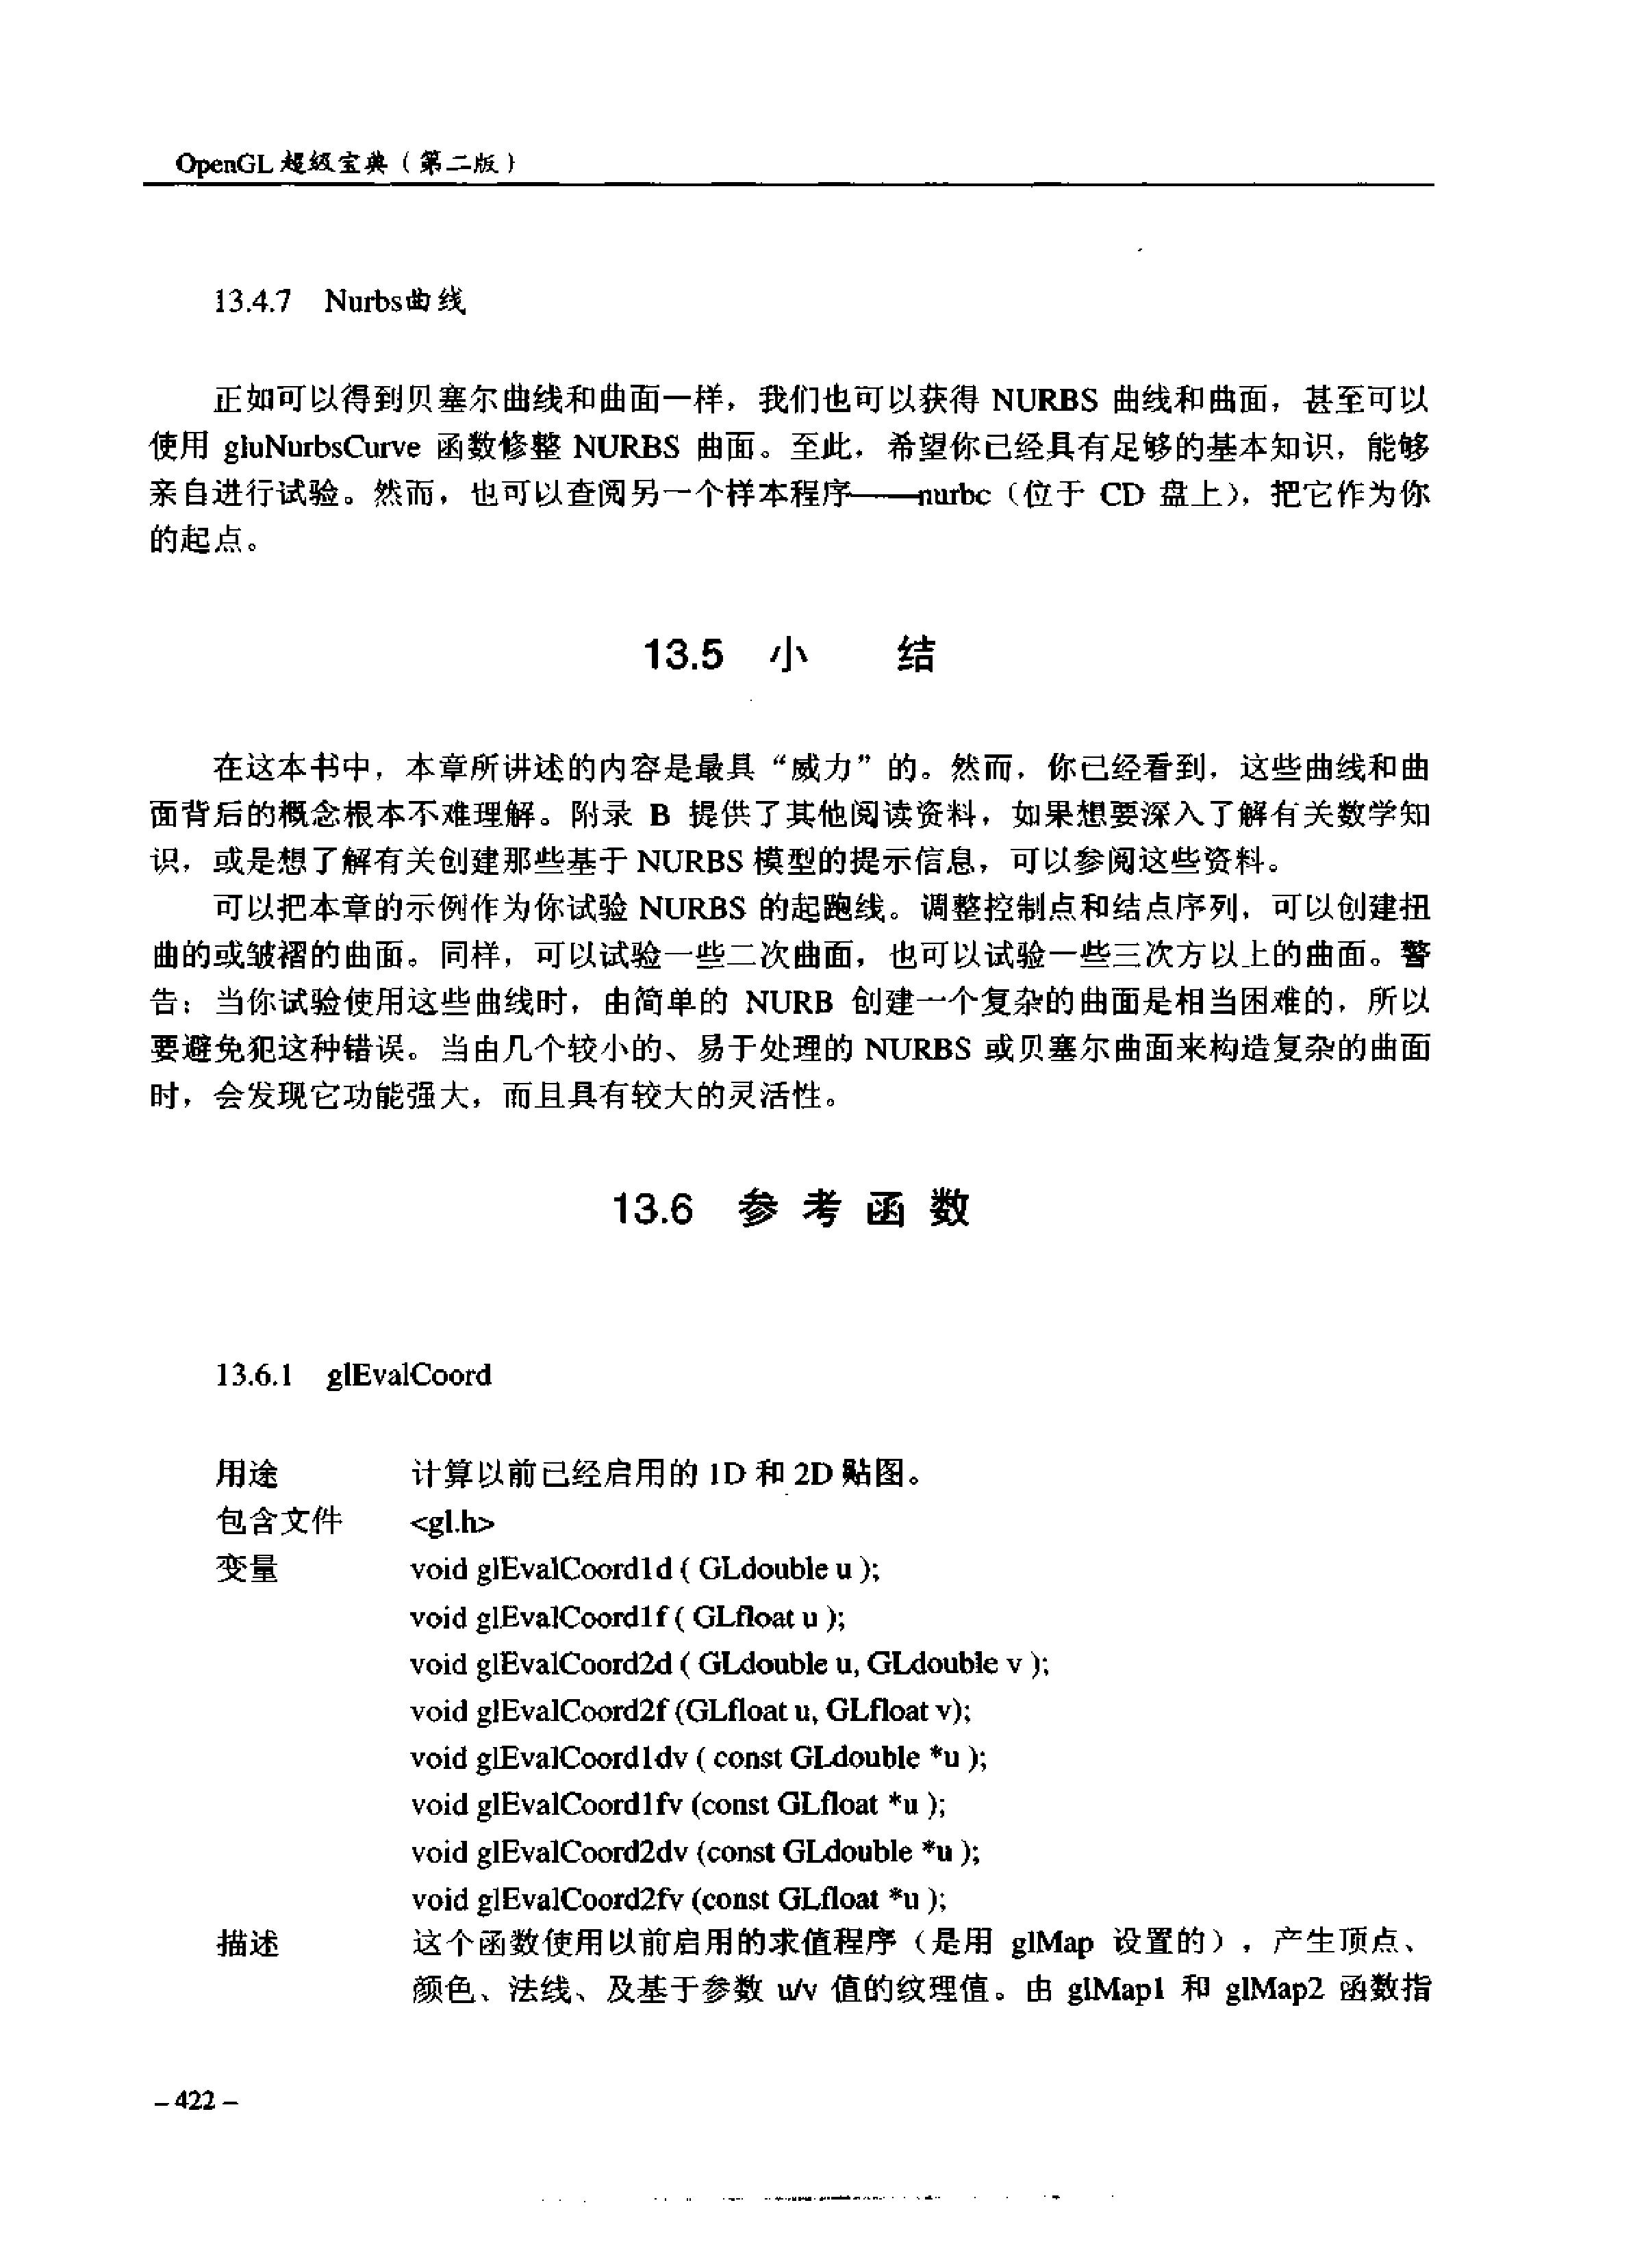 OpenGL 超级宝典（第二版）
13.4.7 Nurbs曲线
正如可以得到贝塞尔曲线和曲面一样，我们也可以获得 NURBS 曲线和曲面，甚至可以
使用 gluNurbsCurve 函数修整 NURBS 曲面。至此，希望你已经具有足够的基本知识，能够
亲自进行试验。然而，也可以查阅另一个样本程序——nurbc（位于 CD 盘上），把它作为你
的起点。
13.5 小 结
在这本书中，本章所讲述的内容是最具“威力”的。然而，你已经看到，这些曲线和曲
面背后的概念根本不难理解。附录 B 提供了其他阅读资料，如果想要深入了解有关数学知
识，或是想了解有关创建那些基于 NURBS 模型的提示信息，可以参阅这些资料。
可以把本章的示例作为你试验 NURBS 的起跑线。调整控制点和结点序列，可以创建扭
曲的或皱褶的曲面。同样，可以试验一些二次曲面，也可以试验一些三次方以上的曲面。警
告：当你试验使用这些曲线时，由简单的 NURB 创建一个复杂的曲面是相当困难的，所以
要避免犯这种错误。当由几个较小的、易于处理的 NURBS 或贝塞尔曲面来构造复杂的曲面
时，会发现它功能强大，而且具有较大的灵活性。
13.6 参 考 函 数
13.6.1 glEvalCoord
用途 计算以前已经启用的 1D 和 2D 贴图。
包含文件 <gl.h>
变量 void glEvalCoord1d ( GLdouble u );
void glEvalCoord1f ( GLfloat u );
void glEvalCoord2d ( GLdouble u, GLdouble v );
void glEvalCoord2f (GLfloat u, GLfloat v);
void glEvalCoord1dv ( const GLdouble *u );
void glEvalCoord1fv (const GLfloat *u );
void glEvalCoord2dv (const GLdouble *u );
void glEvalCoord2fv (const GLfloat *u );
描述 这个函数使用以前启用的求值程序（是用 glMap 设置的），产生顶点、
颜色、法线、及基于参数 u/v 值的纹理值。由 glMap1 和 glMap2 函数指
– 422 –